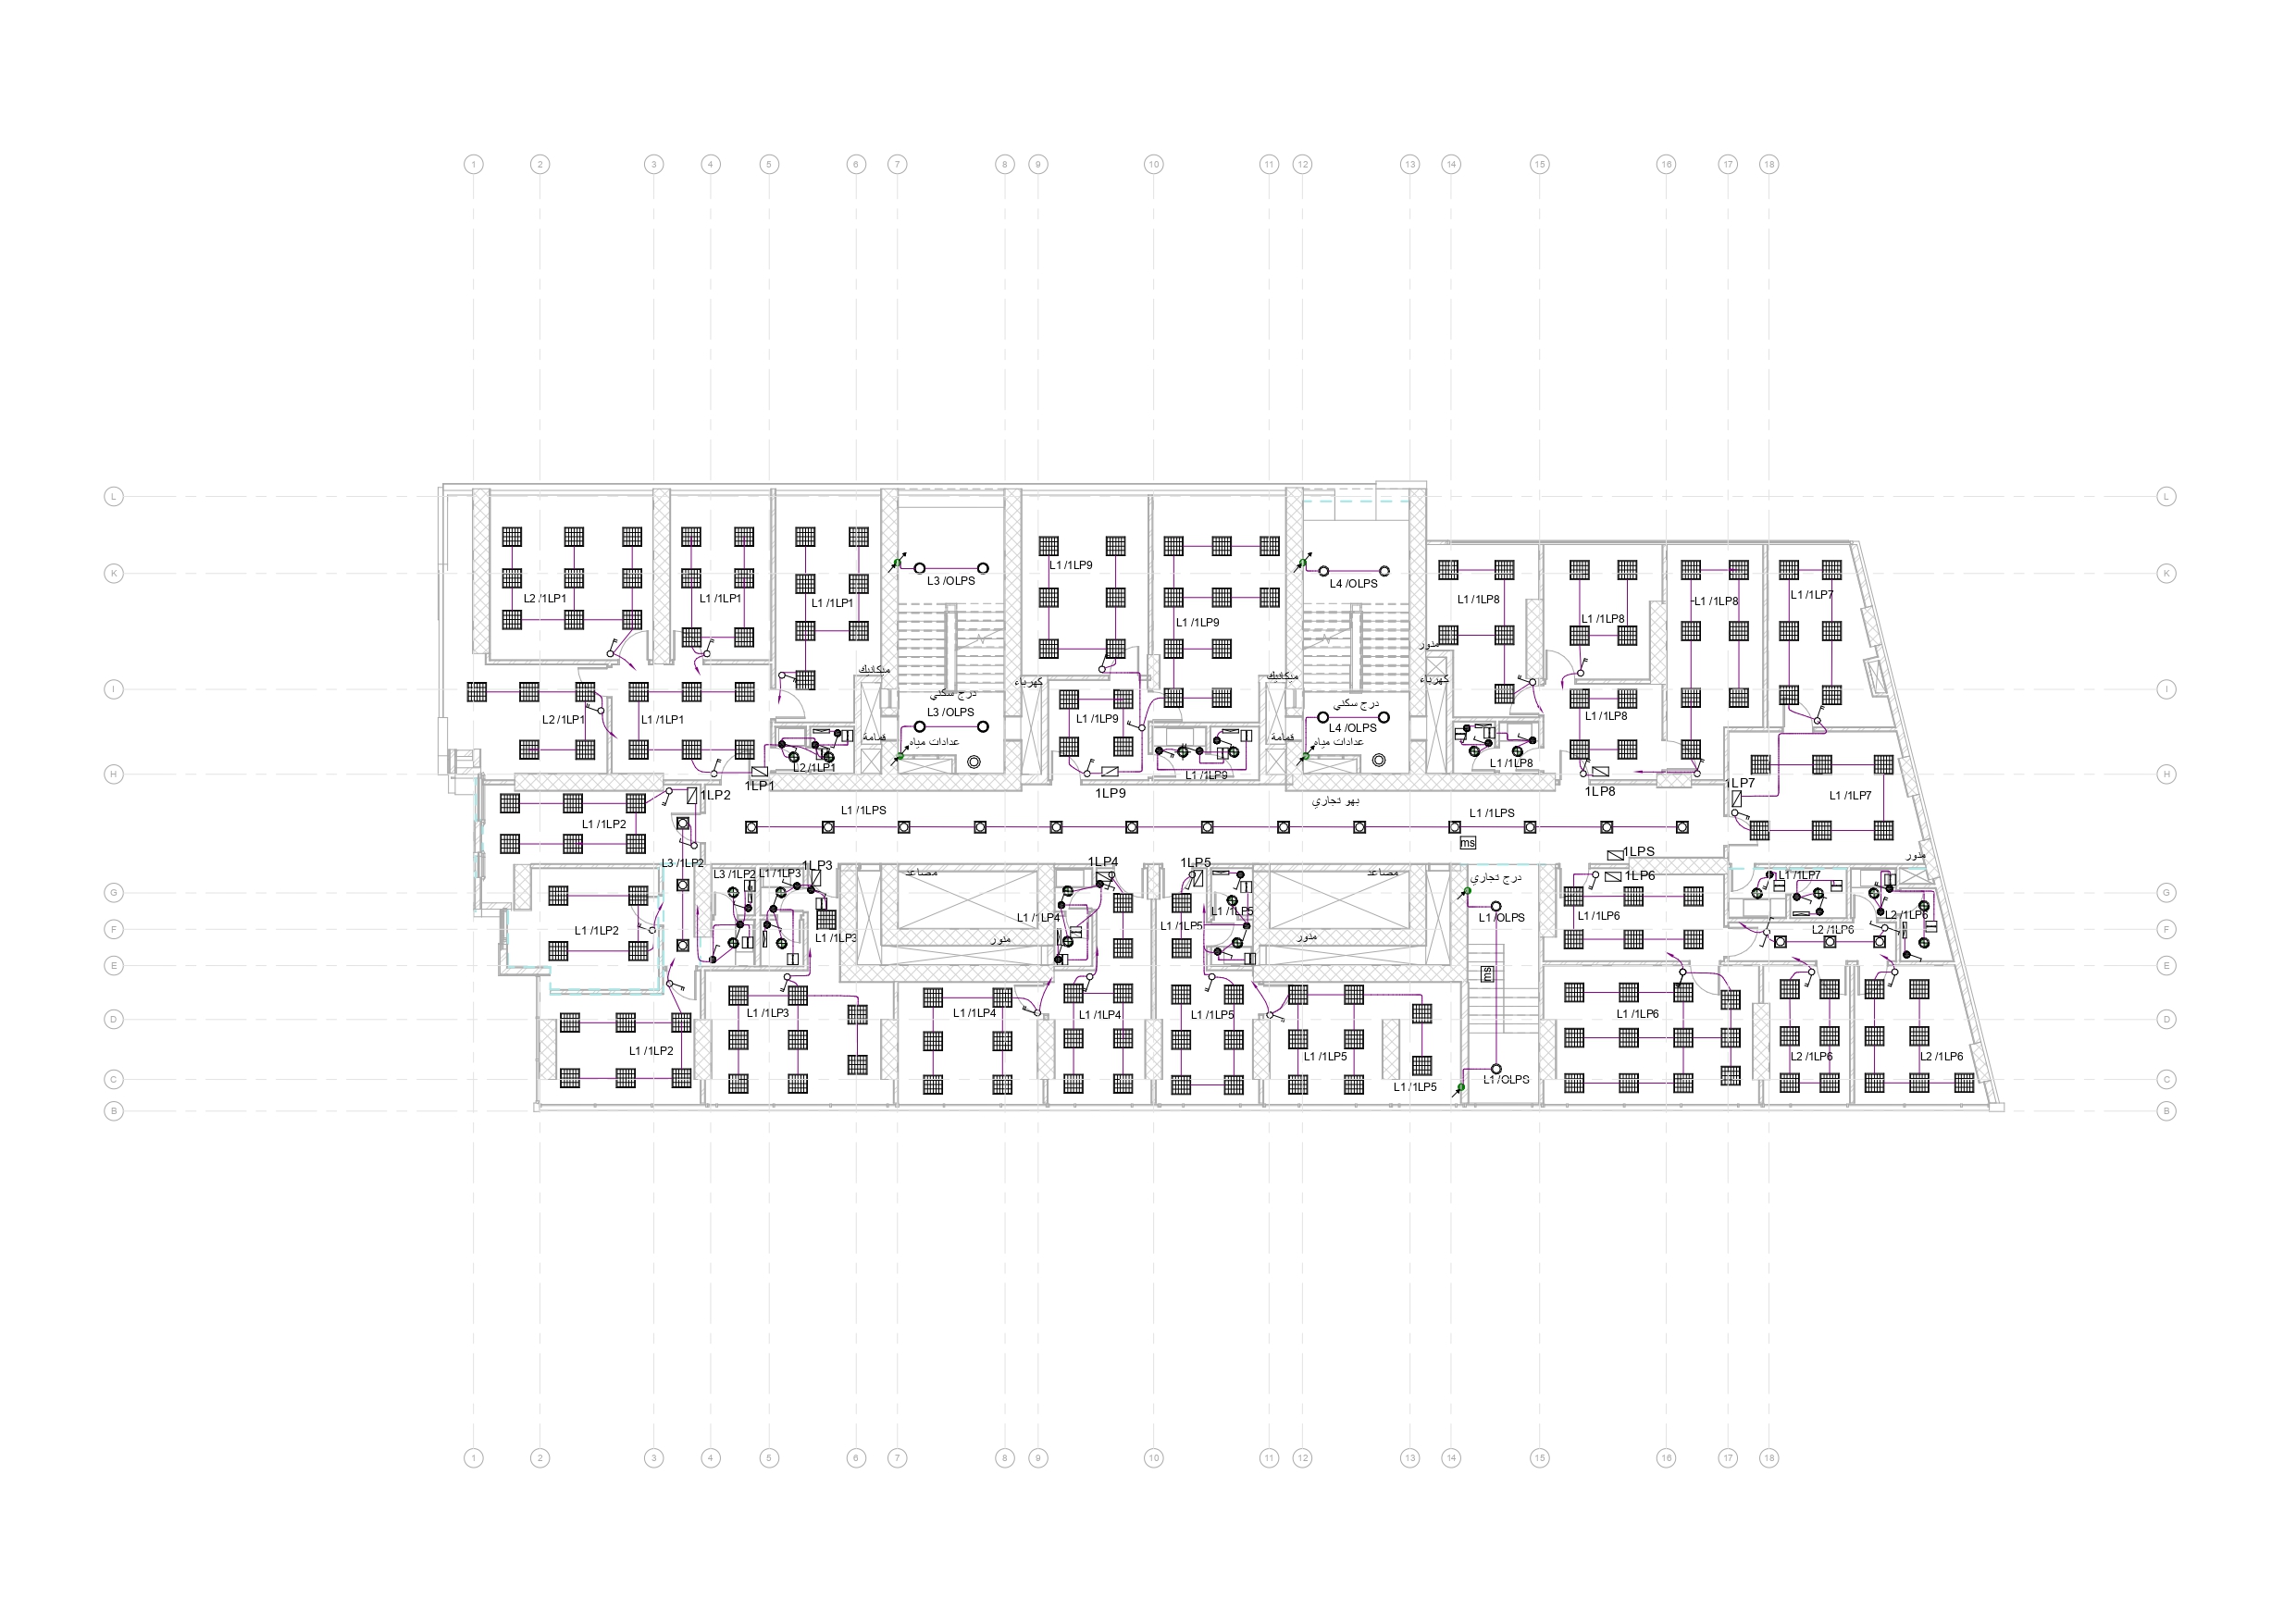 1 2 3 4 5 6 7 8 9 10 11 12 13 14 15 16 17 18
L L
K K
L1 /1LP9
L3 /OLPS
L4 /OLPS
L1 /1LP7
L2 /1LP1
L1 /1LP1
L1 /1LP1
L1 /1LP8
L1 /1LP8
L1 /1LP8
L1 /1LP9
منور
ميكانيك
ميكانيك
كهرباء
كهرباء
I I
درج سكني
درج سكني
L2 /1LP1
L1 /1LP1
L3 /OLPS
L1 /1LP9
L4 /OLPS
L1 /1LP8
قمامة
عدادات مياه
قمامة
عدادات مياه
L2 /1LP1
L1 /1LP9
L1 /1LP8
H H
1LP1
1LP2
1LP9
1LP8
1LP7
بهو تجاري
L1 /1LP7
L1 /1LPS
L1 /1LPS
L1 /1LP2
ms
1LPS
منور
L3 /1LP2
1LP3
1LP4
1LP5
L3 /1LP2
L1 /1LP3
مصاعد
مصاعد
درج تجاري
1LP6
L1 /1LP7
G G
L1 /1LP4
L1 /1LP5
L1 /1LP5
L1 /OLPS
L1 /1LP6
L2 /1LP6
F F
L1 /1LP2
L1 /1LP3
منور
منور
L2 /1LP6
E E
ms
D D
L1 /1LP3
L1 /1LP4
L1 /1LP4
L1 /1LP5
L1 /1LP6
L1 /1LP2
L1 /1LP5
L2 /1LP6
L2 /1LP6
C C
L1 /1LP5
L1 /OLPS
B B
1 2 3 4 5 6 7 8 9 10 11 12 13 14 15 16 17 18